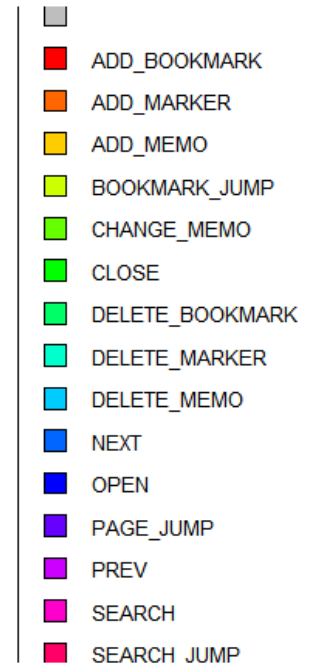 ADD_BOOKMARK
ADD_MARKER
ADD_MEMO
BOOKMARK_JUMP
CHANGE_MEMO
CLOSE
DELETE_BOOKMARK
DELETE_MARKER
DELETE_MEMO
NEXT
OPEN
PAGE_JUMP
PREV
SEARCH
SEARCH_JUMP